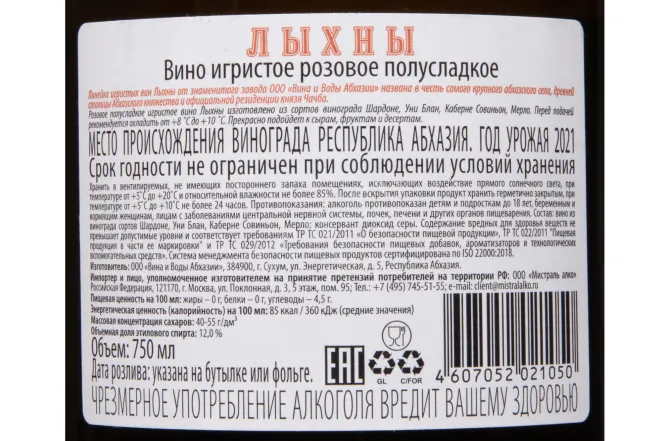 ЛЫХНЫ
Вино игристое розовое полусладкое
Линейка игристых вин Лыхны от знаменитого завода ООО «Вина и Воды Абхазии» названа в честь самого крупного абхазского села, древней
столицы Абхазского княжества и официальной резиденции князя Чачба.
Розовое полусладкое игристое вино Лыхны изготовлено из сортов винограда Шардоне, Уни Блан, Каберне Совиньон, Мерло. Перед подачей
рекомендуется охладить от +8˚С до +10˚С. Прекрасно подойдет к сырам, фруктам и десертам.
МЕСТО ПРОИСХОЖДЕНИЯ ВИНОГРАДА РЕСПУБЛИКА АБХАЗИЯ. ГОД УРОЖАЯ 2021
Срок годности не ограничен при соблюдении условий хранения
Хранить в вентилируемых, не имеющих постороннего запаха помещениях, исключающих воздействие прямого солнечного света, при
температуре от +5˚С до +20˚С и относительной влажности не более 85%. После вскрытия упаковки продукт хранить герметично закрытым, при
температуре от +5˚С до +10˚С не более 24 часов. Противопоказания: алкоголь противопоказан детям и подросткам до 18 лет, беременным и
кормящим женщинам, лицам с заболеваниями центральной нервной системы, почек, печени и других органов пищеварения. Состав: вино из
винограда сортов Шардоне, Уни Блан, Каберне Совиньон, Мерло; консервант диоксид серы. Содержание вредных для здоровья веществ не
превышает допустимые уровни и соответствует требованиям ТР ТС 021/2011 «О безопасности пищевой продукции», ТР ТС 022/2011 "Пищевая
продукция в части ее маркировки" и ТР ТС 029/2012 «Требования безопасности пищевых добавок, ароматизаторов и технологических
вспомогательных средств». Система менеджмента безопасности пищевых продуктов сертифицирована по ISO 22000:2018.
Изготовитель: ООО «Вина и Воды Абхазии», 384900, г. Сухум, ул. Энергетическая, д. 5, Республика Абхазия.
Импортер и лицо, уполномоченное изготовителем на принятие претензий потребителей на территории РФ: ООО «Мистраль алко»
Российская Федерация, 121170, г. Москва, ул. Поклонная, д. 3, 5 этаж, пом. 95; Тел.: +7 (495) 745-51-55; e-mail: client@mistralalko.ru
Пищевая ценность на 100 мл: жиры – 0 г, белки – 0 г, углеводы – 4,5 г.
Энергетическая ценность (калорийность) на 100 мл: 85 ккал / 360 кДж (средние значения)
Массовая концентрация сахаров: 40-55 г/дм³
Объемная доля этилового спирта: 12,0 %
Объем: 750 мл
Дата розлива: указана на бутылке или фольге.
EAC
GL C/FOR
4 607052 021050
ЧРЕЗМЕРНОЕ УПОТРЕБЛЕНИЕ АЛКОГОЛЯ ВРЕДИТ ВАШЕМУ ЗДОРОВЬЮ